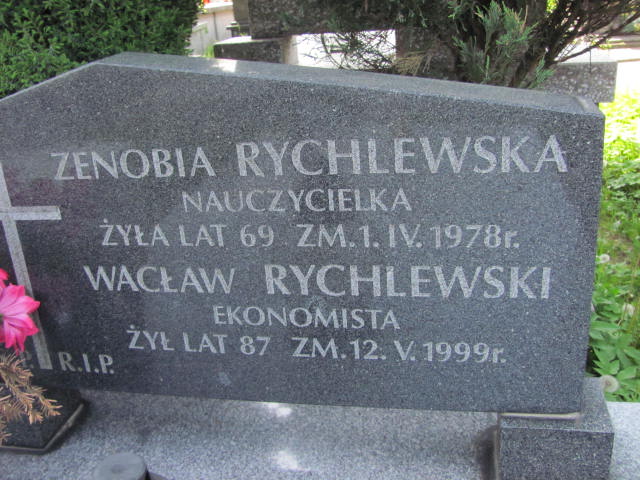 ZENOBIA RYCHLEWSKA
NAUCZYCIELKA
ŻYŁA LAT 69 ZM. 1. IV. 1978r.
WACŁAW RYCHLEWSKI
EKONOMISTA
ŻYŁ LAT 87 ZM. 12. V. 1999r.
R.I.P.